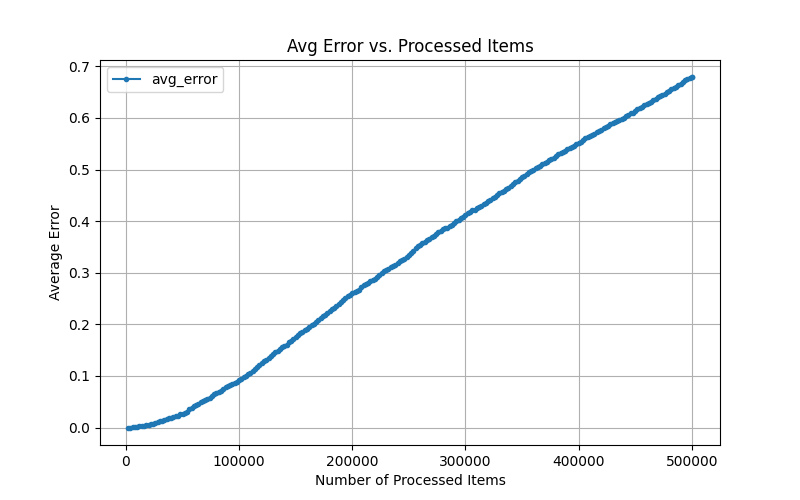 Avg Error vs. Processed Items
avg_error
Average Error
0.7
0.6
0.5
0.4
0.3
0.2
0.1
0.0
0 100000 200000 300000 400000 500000
Number of Processed Items